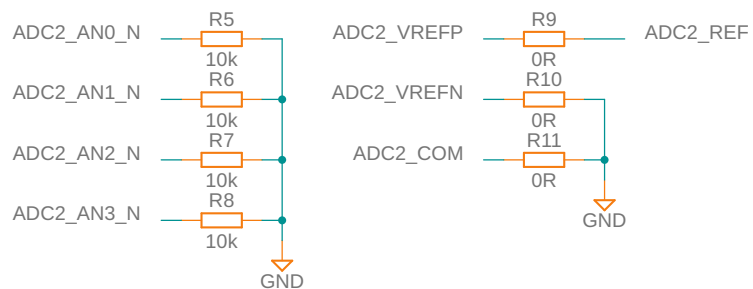 R5
ADC2_AN0_N
10k
R6
ADC2_AN1_N
10k
R7
ADC2_AN2_N
10k
R8
ADC2_AN3_N
10k
GND
R9
ADC2_VREFP
ADC2_REF
0R
R10
ADC2_VREFN
0R
R11
ADC2_COM
0R
GND